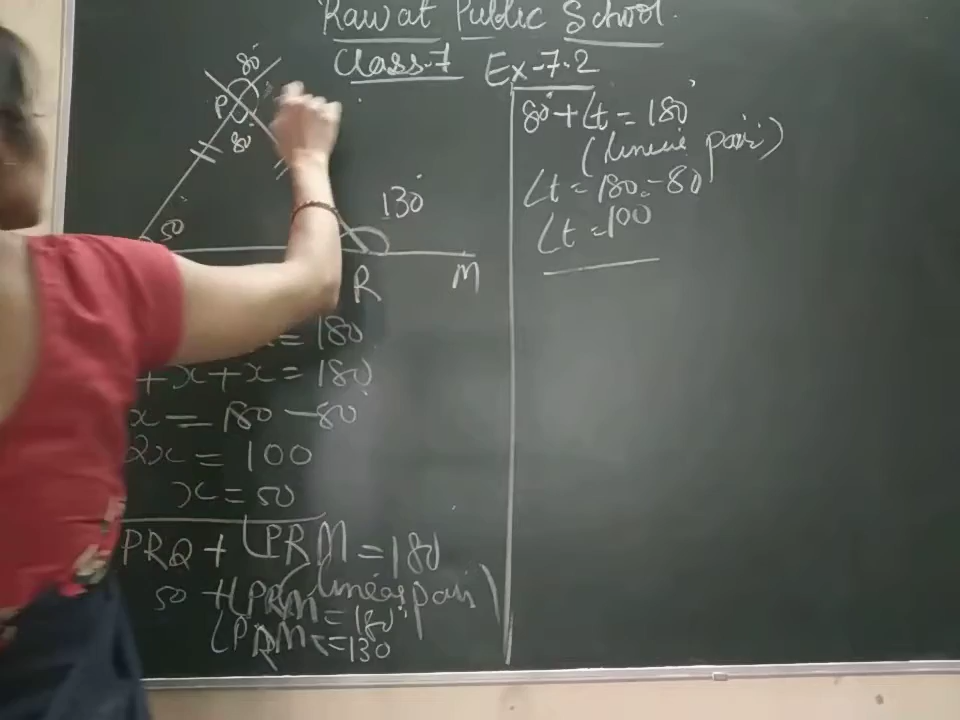 Rawat Public School.
Class-7 Ex-7.2
80°
P
80°
50°
130°
R
M
= 180
+ x + x = 180
x = 180 - 80°
2x = 100
x = 50
PRQ + ∠PRM = 180
50 + ∠PRM = 180°
(linear pair)
∠PRM = 130
80° + ∠t = 180°
(linear pair)
∠t = 180 - 80
∠t = 100